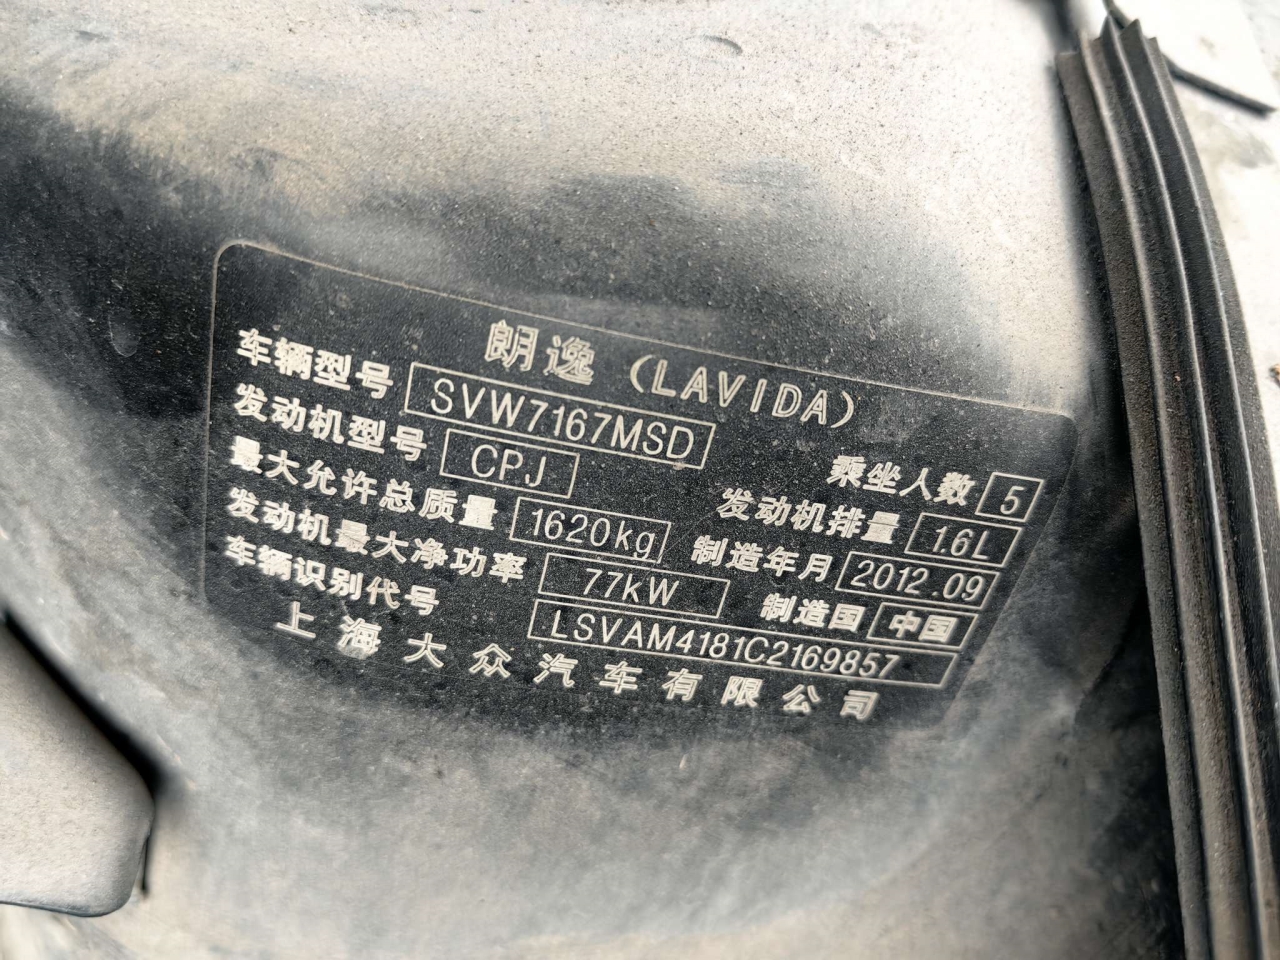 朗逸 (LAVIDA)
车辆型号 SVW7167MSD 乘坐人数 5
发动机型号 CPJ 发动机排量 1.6L
最大允许总质量 1620kg 制造年月 2012.09
发动机最大净功率 77kW 制造国 中国
车辆识别代号 LSVAM4181C2169857
上海大众汽车有限公司